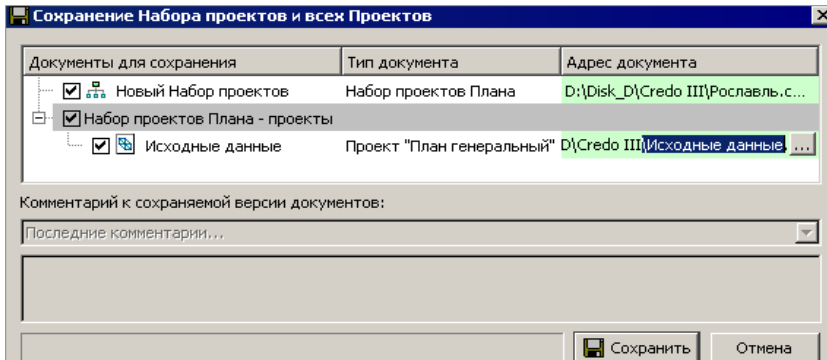 Сохранение Набора проектов и всех Проектов
Документы для сохранения Тип документа Адрес документа
Новый Набор проектов Набор проектов Плана D:\Disk_D\Credo III\Рославль.с...
Набор проектов Плана - проекты
Исходные данные Проект "План генеральный" D\Credo III\Исходные данные. ...
Комментарий к сохраняемой версии документов:
Последние комментарии...
Сохранить Отмена